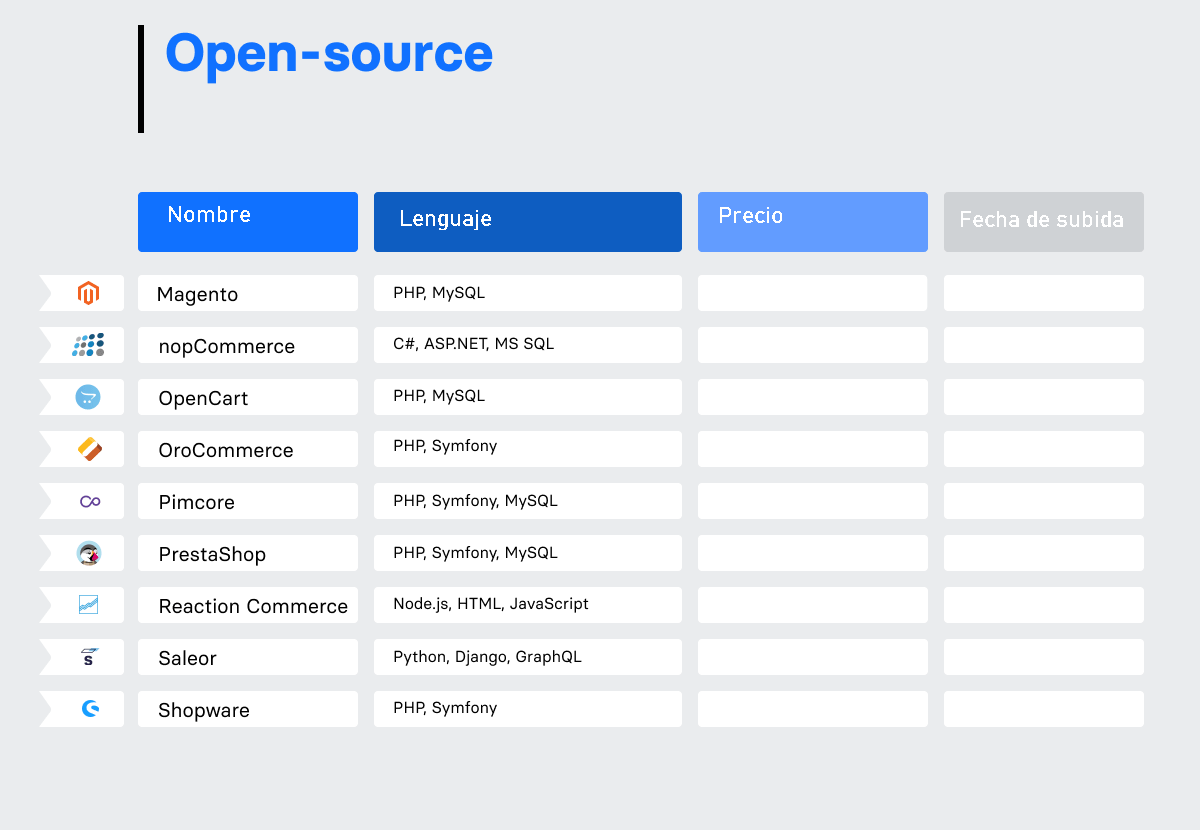 Open-source
Nombre Lenguaje Precio Fecha de subida
Magento PHP, MySQL
nopCommerce C#, ASP.NET, MS SQL
OpenCart PHP, MySQL
OroCommerce PHP, Symfony
Pimcore PHP, Symfony, MySQL
PrestaShop PHP, Symfony, MySQL
Reaction Commerce Node.js, HTML, JavaScript
S Saleor Python, Django, GraphQL
Shopware PHP, Symfony